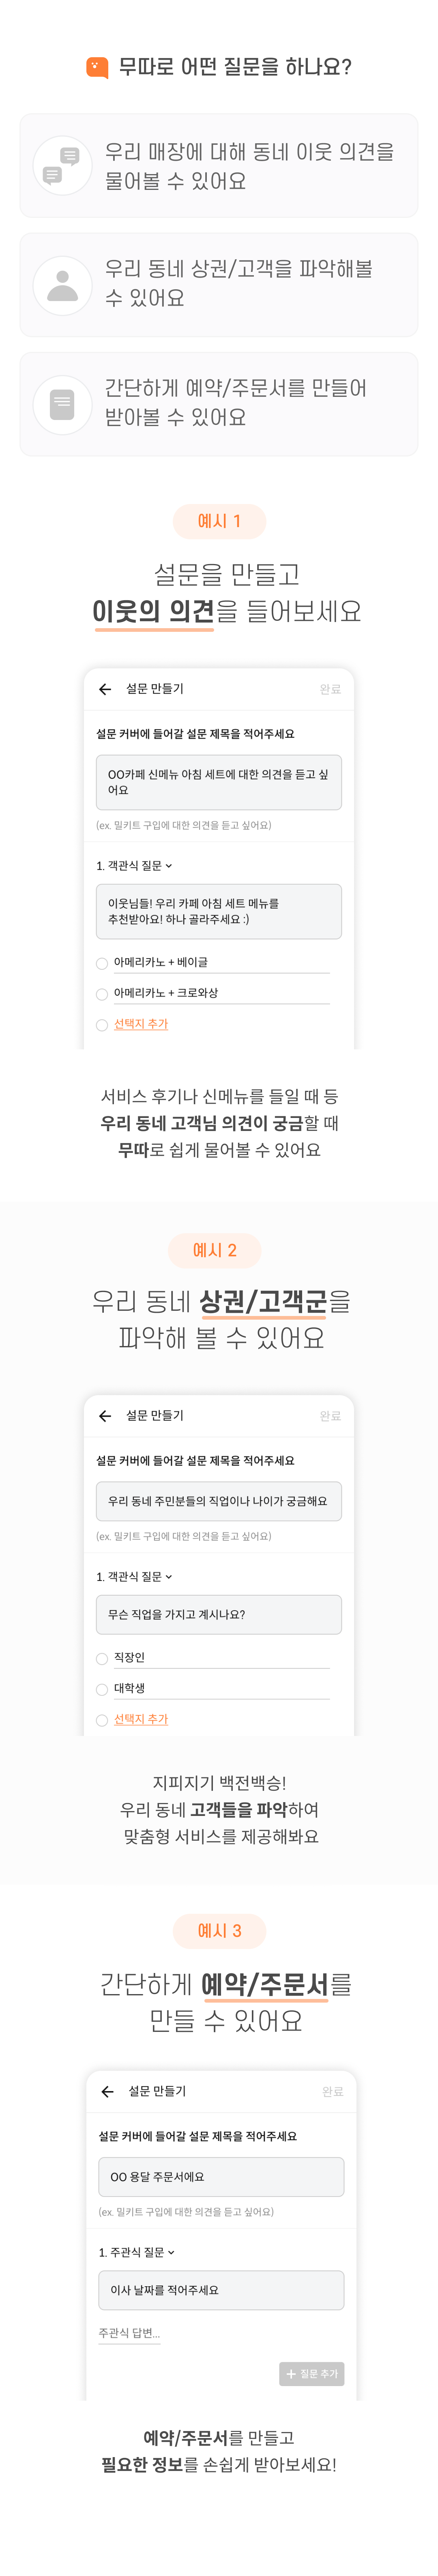 무따로 어떤 질문을 하나요?
우리 매장에 대해 동네 이웃 의견을
물어볼 수 있어요
우리 동네 상권/고객을 파악해볼
수 있어요
간단하게 예약/주문서를 만들어
받아볼 수 있어요
예시 1
설문을 만들고
이웃의 의견을 들어보세요
설문 만들기
완료
설문 커버에 들어갈 설문 제목을 적어주세요
OO카페 신메뉴 아침 세트에 대한 의견을 듣고 싶
어요
(ex. 밀키트 구입에 대한 의견을 듣고 싶어요)
1. 객관식 질문
이웃님들! 우리 카페 아침 세트 메뉴를
추천받아요! 하나 골라주세요 :)
아메리카노 + 베이글
아메리카노 + 크로와상
선택지 추가
서비스 후기나 신메뉴를 들일 때 등
우리 동네 고객님 의견이 궁금할 때
무따로 쉽게 물어볼 수 있어요
예시 2
우리 동네 상권/고객군을
파악해 볼 수 있어요
설문 만들기
완료
설문 커버에 들어갈 설문 제목을 적어주세요
우리 동네 주민분들의 직업이나 나이가 궁금해요
(ex. 밀키트 구입에 대한 의견을 듣고 싶어요)
1. 객관식 질문
무슨 직업을 가지고 계시나요?
직장인
대학생
선택지 추가
지피지기 백전백승!
우리 동네 고객들을 파악하여
맞춤형 서비스를 제공해봐요
예시 3
간단하게 예약/주문서를
만들 수 있어요
설문 만들기
완료
설문 커버에 들어갈 설문 제목을 적어주세요
OO 용달 주문서에요
(ex. 밀키트 구입에 대한 의견을 듣고 싶어요)
1. 주관식 질문
이사 날짜를 적어주세요
주관식 답변...
+ 질문 추가
예약/주문서를 만들고
필요한 정보를 손쉽게 받아보세요!